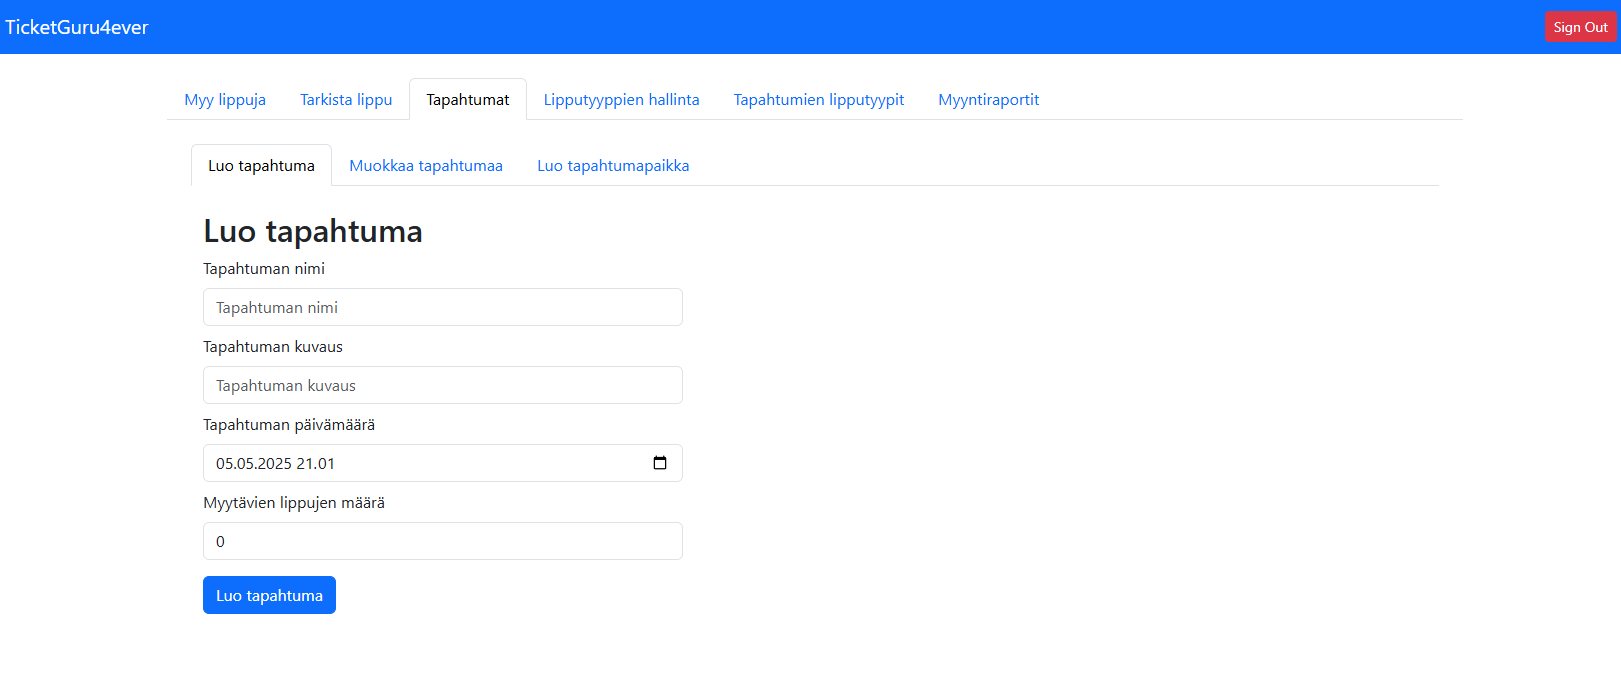 TicketGuru4ever Sign Out
Myy lippuja Tarkista lippu Tapahtumat Lipputyyppien hallinta Tapahtumien lipputyypit Myyntiraportit
Luo tapahtuma Muokkaa tapahtumaa Luo tapahtumapaikka
Luo tapahtuma
Tapahtuman nimi
Tapahtuman nimi
Tapahtuman kuvaus
Tapahtuman kuvaus
Tapahtuman päivämäärä
05.05.2025 21.01
Myytävien lippujen määrä
0
Luo tapahtuma